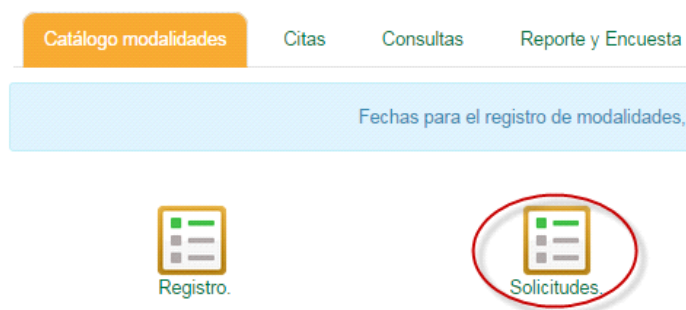 Catálogo modalidades Citas Consultas Reporte y Encuesta
Fechas para el registro de modalidades,
Registro. Solicitudes.